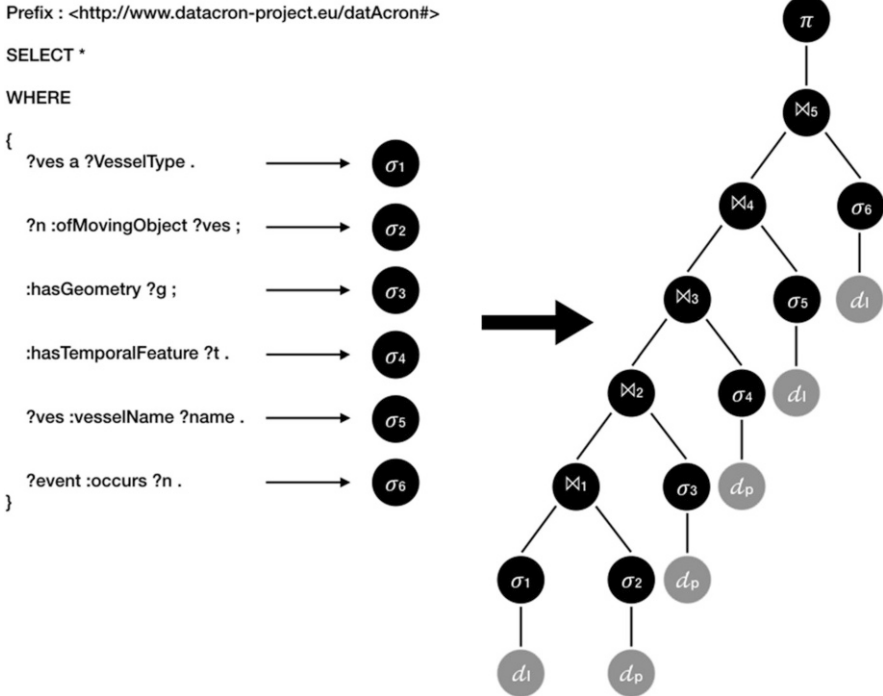 Prefix : <http://www.datacron-project.eu/datAcron#>
SELECT *
WHERE
{
?ves a ?VesselType .
σ1
?n :ofMovingObject ?ves ;
σ2
:hasGeometry ?g ;
σ3
:hasTemporalFeature ?t .
σ4
?ves :vesselName ?name .
σ5
?event :occurs ?n .
σ6
}
π
⋈5
⋈4
σ6
⋈3
σ5
dl
⋈2
σ4
dl
⋈1
σ3
dp
σ1
σ2
dp
dl
dp